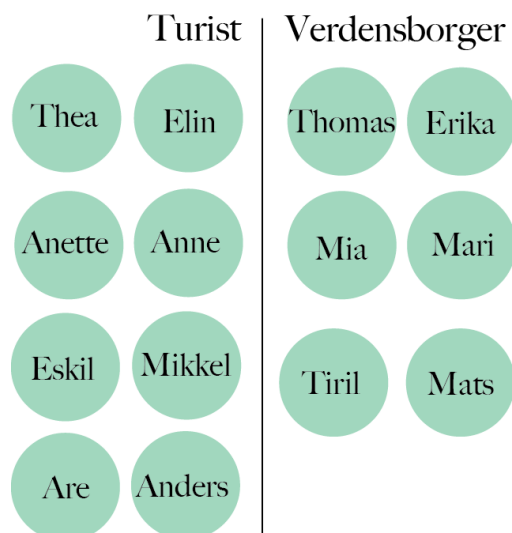 Turist
Verdensborger
Thea
Elin
Thomas
Erika
Anette
Anne
Mia
Mari
Eskil
Mikkel
Tiril
Mats
Are
Anders